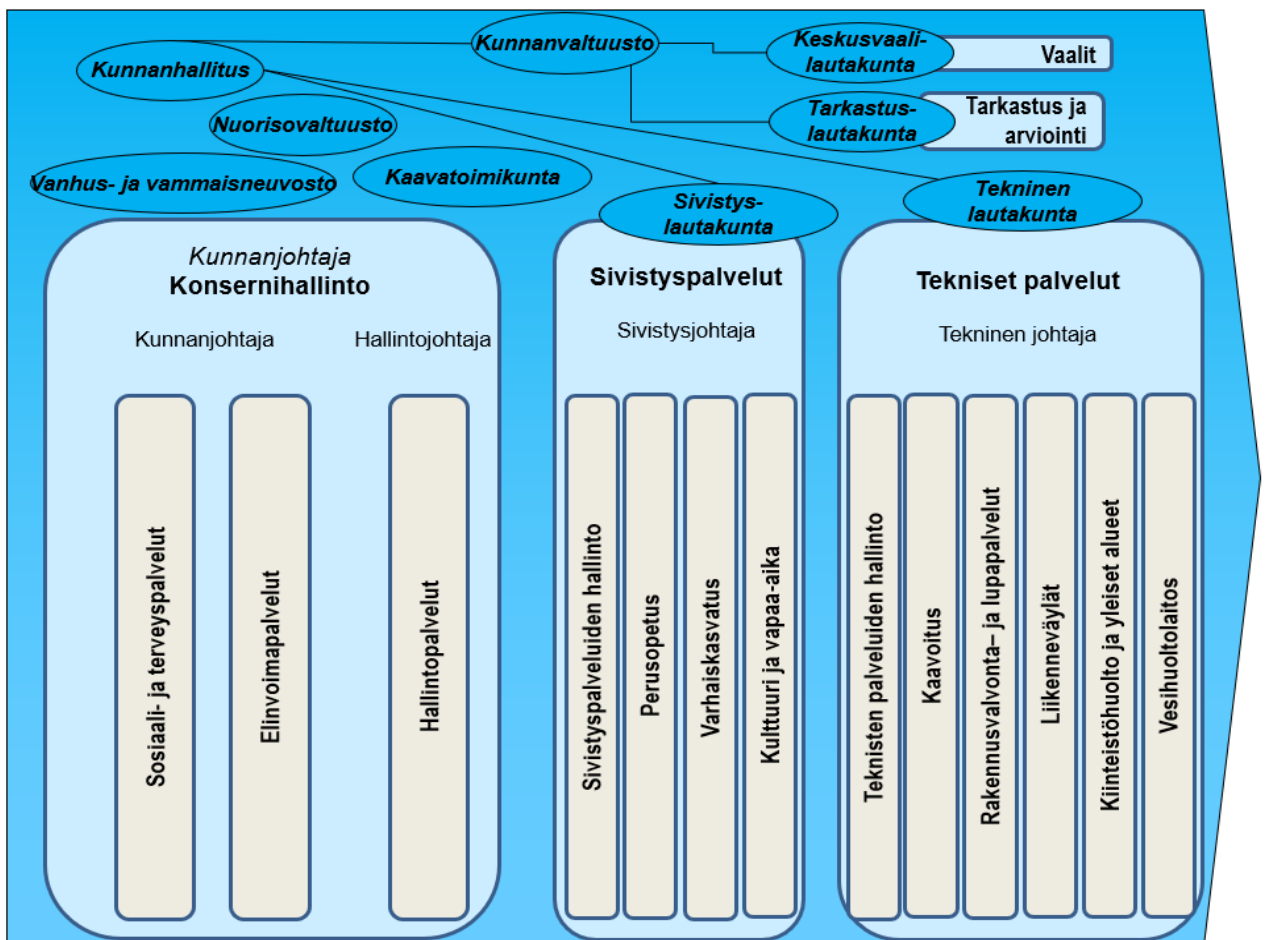 Kunnanhallitus
Kunnanvaltuusto
Keskusvaali-
lautakunta
Vaalit
Nuorisovaltuusto
Tarkastus-
lautakunta
Tarkastus ja
arviointi
Vanhus- ja vammaisneuvosto
Kaavatoimikunta
Sivistys-
lautakunta
Tekninen
lautakunta
Kunnanjohtaja
Konsernihallinto
Kunnanjohtaja
Hallintojohtaja
Sosiaali- ja terveyspalvelut
Elinvoimapalvelut
Hallintopalvelut
Sivistyspalvelut
Sivistysjohtaja
Sivistyspalveluiden hallinto
Perusopetus
Varhaiskasvatus
Kulttuuri ja vapaa-aika
Tekniset palvelut
Tekninen johtaja
Teknisten palveluiden hallinto
Kaavoitus
Rakennusvalvonta– ja lupapalvelut
Liikenneväylät
Kiinteistöhuolto ja yleiset alueet
Vesihuoltolaitos